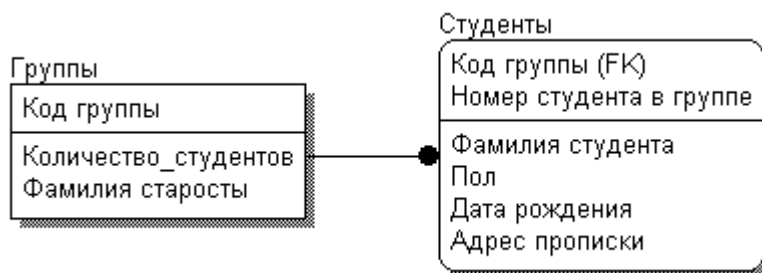 Группы
Код группы
Количество_студентов
Фамилия старосты
Студенты
Код группы (FK)
Номер студента в группе
Фамилия студента
Пол
Дата рождения
Адрес прописки